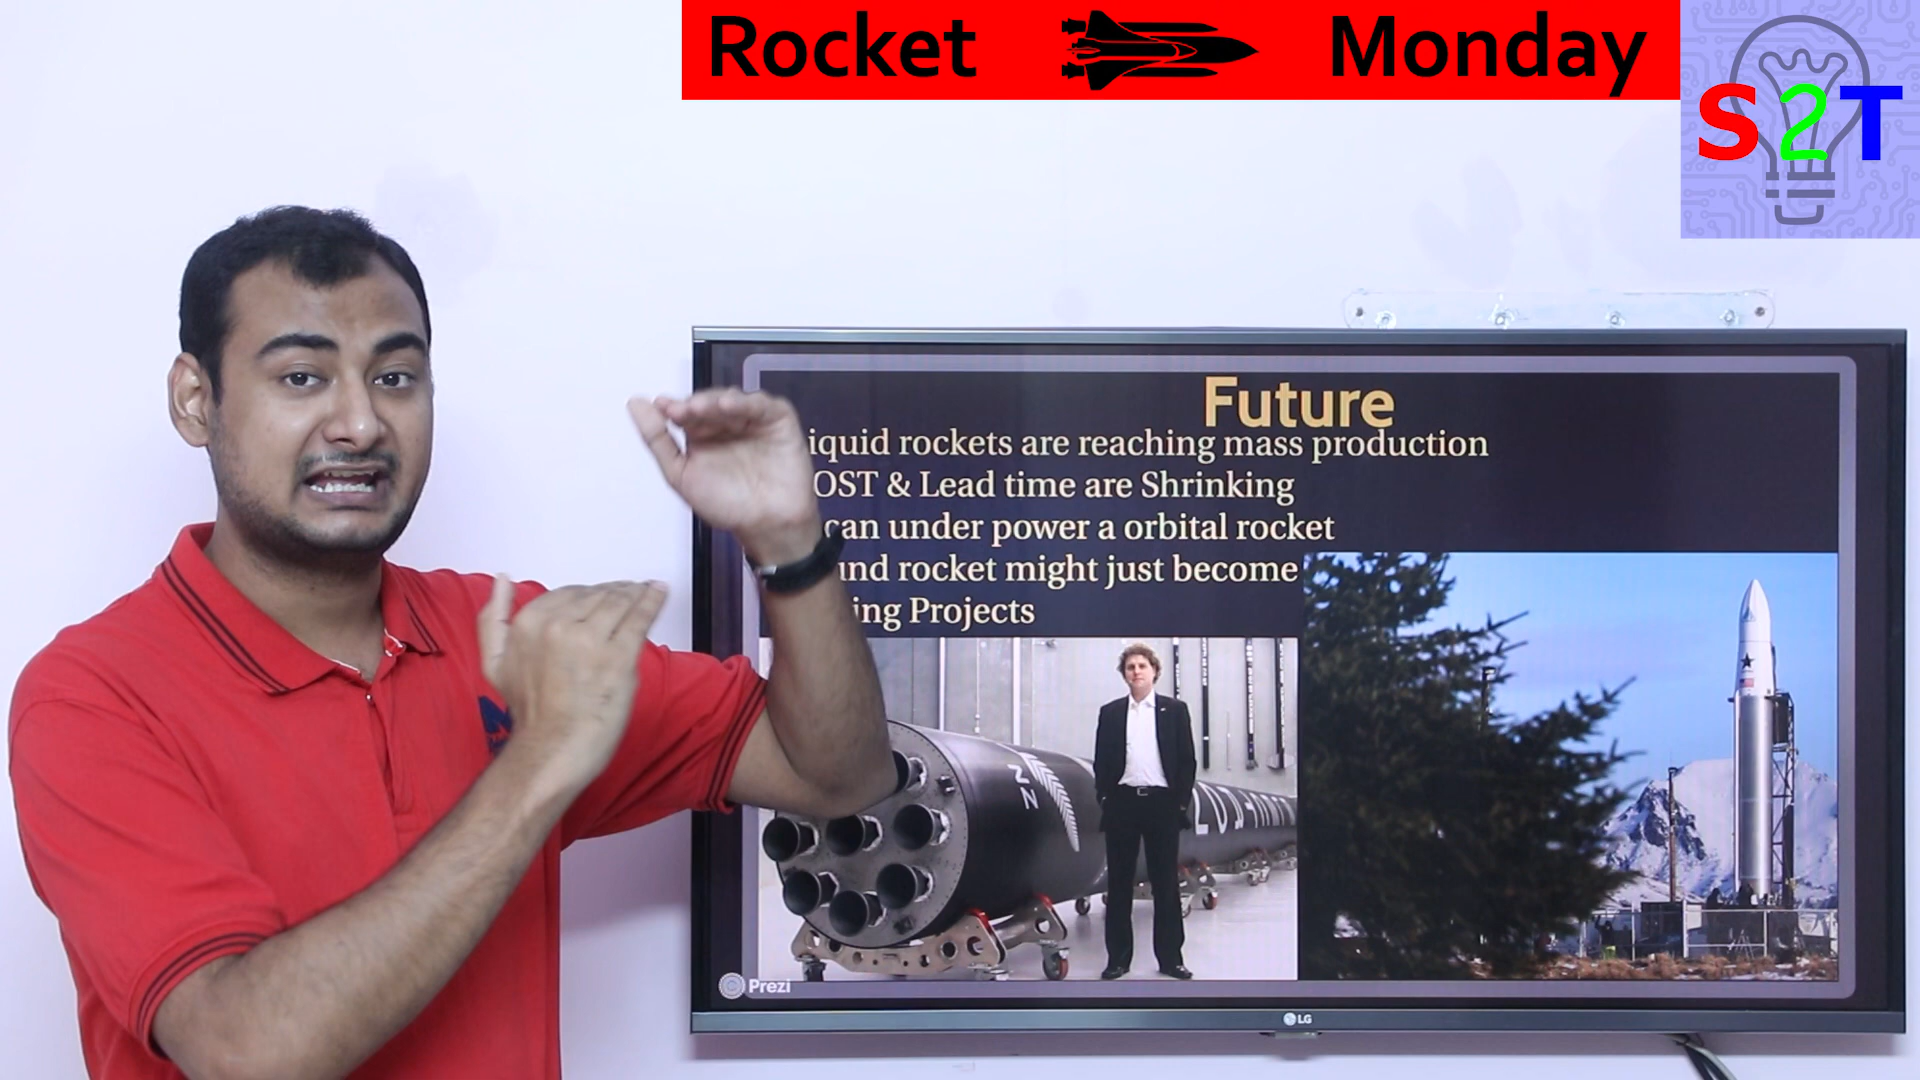 Rocket Monday
S2T
Future
iquid rockets are reaching mass production
OST & Lead time are Shrinking
can under power a orbital rocket
und rocket might just become
ing Projects
NZ
Prezi
LG